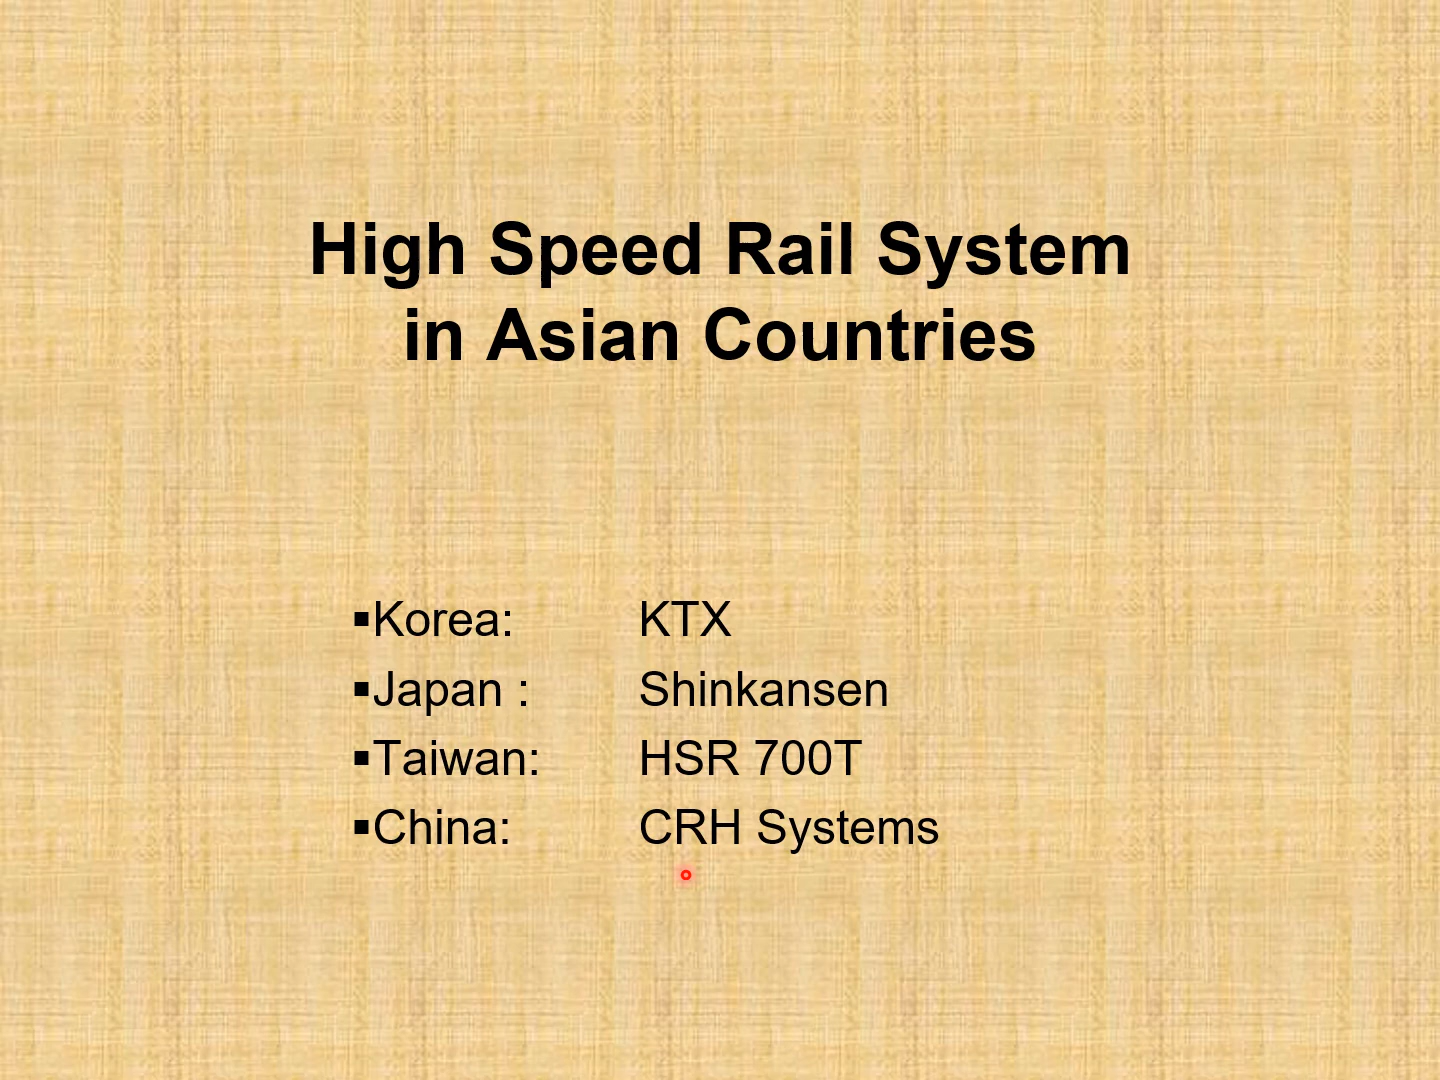 High Speed Rail System
in Asian Countries
▪Korea: KTX
▪Japan : Shinkansen
▪Taiwan: HSR 700T
▪China: CRH Systems